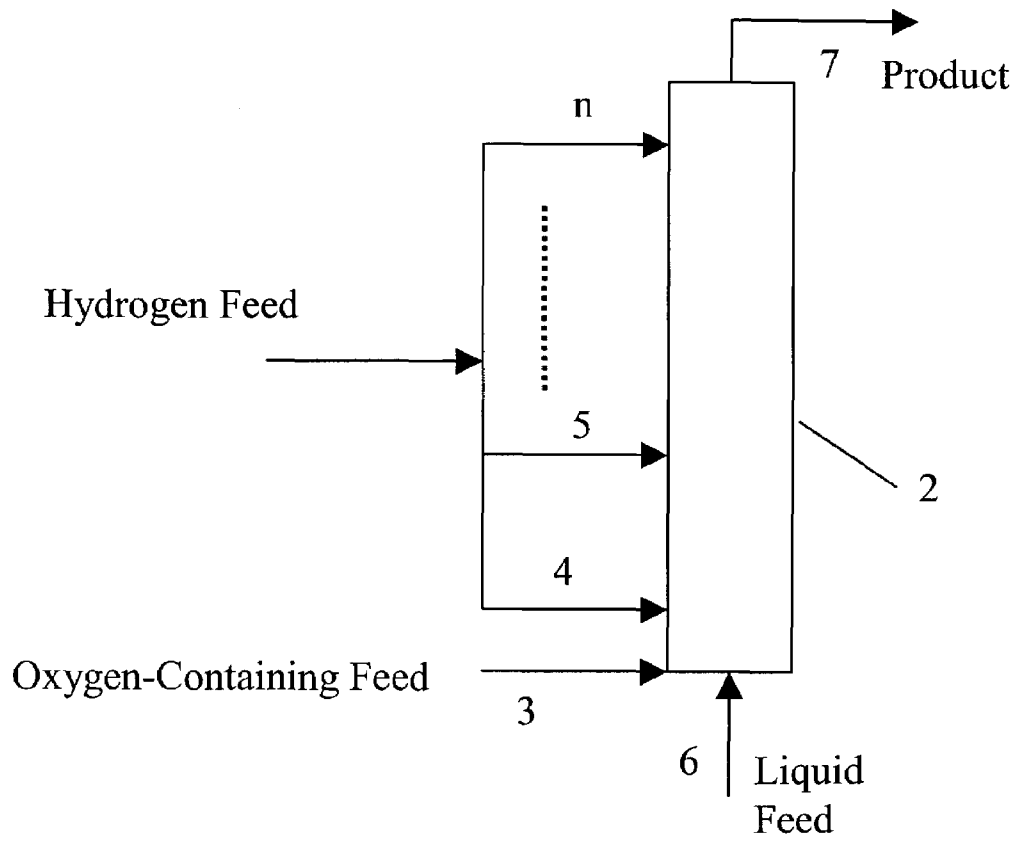 7
Product
n
Hydrogen Feed
5
2
4
Oxygen-Containing Feed
3
6
Liquid
Feed